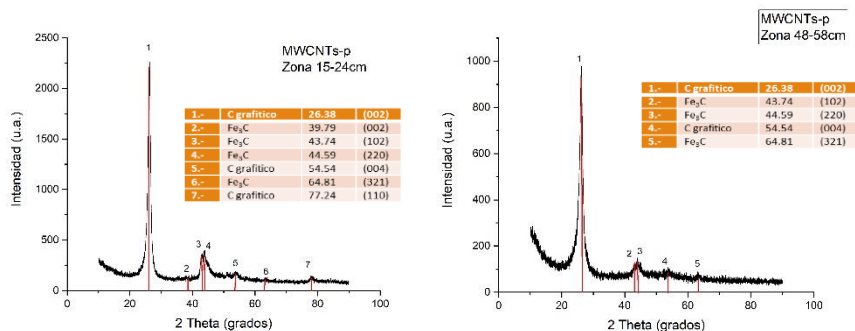 MWCNTs-p
Zona 15-24cm
Intensidad (u.a.)
2500
2000
1500
1000
500
0
1
2
3
4
5
6
7
1.- C grafitico 26.38 (002)
2.- Fe₃C 39.79 (002)
3.- Fe₃C 43.74 (102)
4.- Fe₃C 44.59 (220)
5.- C grafitico 54.54 (004)
6.- Fe₃C 64.81 (321)
7.- C grafitico 77.24 (110)
0 20 40 60 80 100
2 Theta (grados)
MWCNTs-p
Zona 48-58cm
Intensidad (u.a.)
1000
800
600
400
200
0
1
2
3
4
5
1.- C grafitico 26.38 (002)
2.- Fe₃C 43.74 (102)
3.- Fe₃C 44.59 (220)
4.- C grafitico 54.54 (004)
5.- Fe₃C 64.81 (321)
0 20 40 60 80 100
2 Theta (grados)